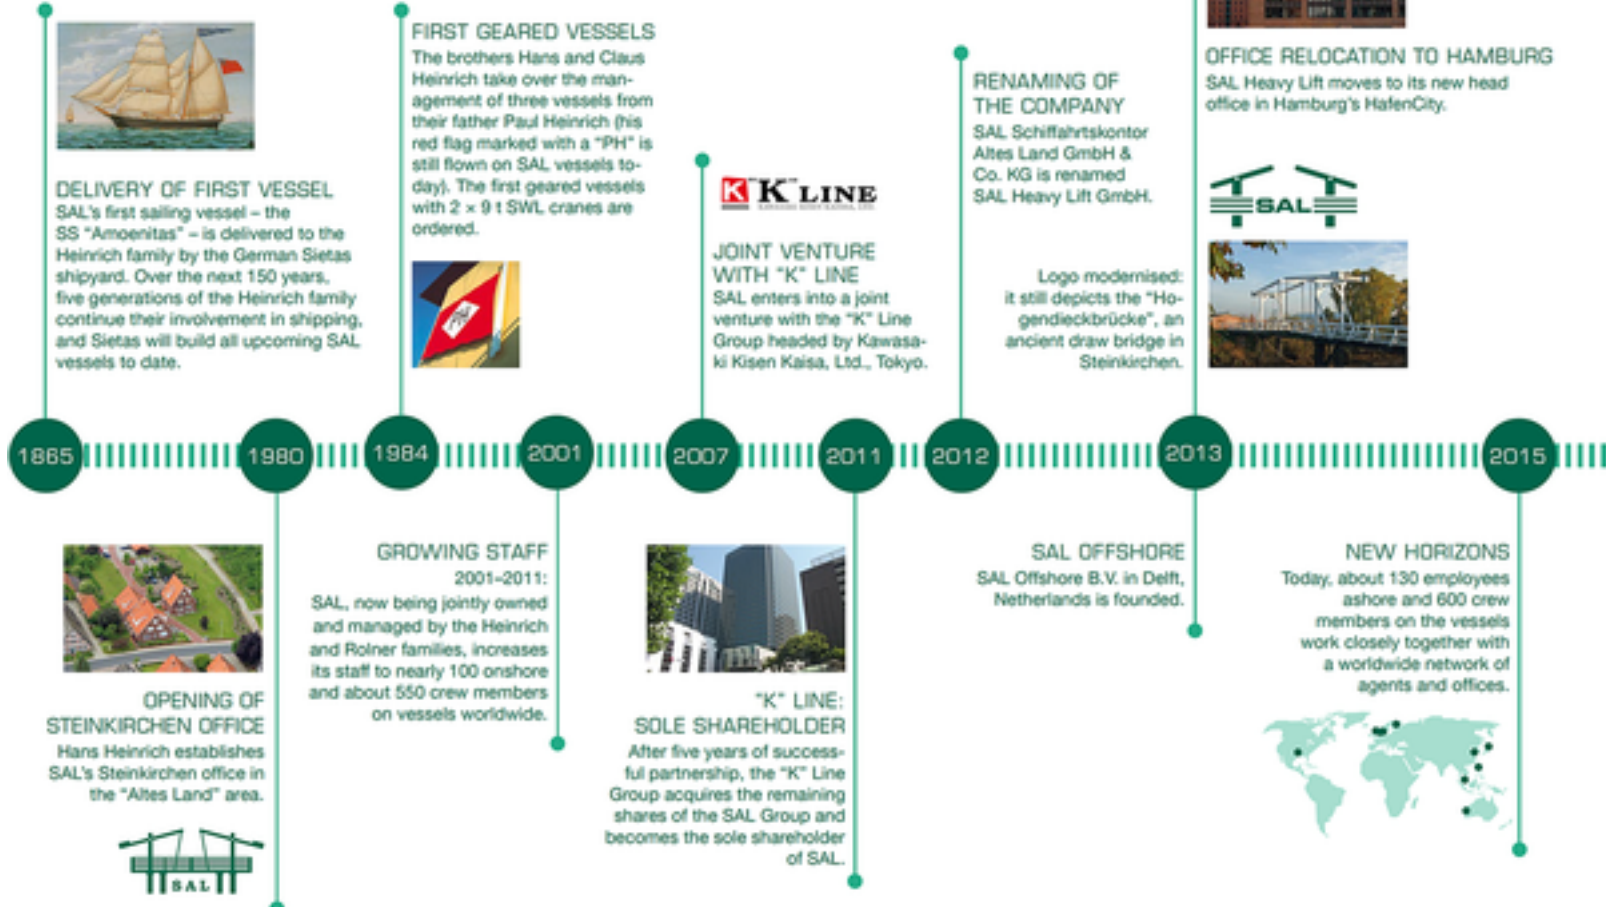 DELIVERY OF FIRST VESSEL
SAL's first sailing vessel – the
SS "Amoenitas" – is delivered to the
Heinrich family by the German Sietas
shipyard. Over the next 150 years,
five generations of the Heinrich family
continue their involvement in shipping,
and Sietas will build all upcoming SAL
vessels to date.
FIRST GEARED VESSELS
The brothers Hans and Claus
Heinrich take over the man-
agement of three vessels from
their father Paul Heinrich (his
red flag marked with a "PH" is
still flown on SAL vessels to-
day). The first geared vessels
with 2 × 9 t SWL cranes are
ordered.
K "K" LINE
JOINT VENTURE
WITH "K" LINE
SAL enters into a joint
venture with the "K" Line
Group headed by Kawasa-
ki Kisen Kaisa, Ltd., Tokyo.
RENAMING OF
THE COMPANY
SAL Schiffahrtskontor
Altes Land GmbH &
Co. KG is renamed
SAL Heavy Lift GmbH.
OFFICE RELOCATION TO HAMBURG
SAL Heavy Lift moves to its new head
office in Hamburg's HafenCity.
SAL
Logo modernised:
it still depicts the "Ho-
gendieckbrücke", an
ancient draw bridge in
Steinkirchen.
1865
1980
1984
2001
2007
2011
2012
2013
2015
OPENING OF
STEINKIRCHEN OFFICE
Hans Heinrich establishes
SAL's Steinkirchen office in
the "Altes Land" area.
SAL
GROWING STAFF
2001–2011:
SAL, now being jointly owned
and managed by the Heinrich
and Rolner families, increases
its staff to nearly 100 onshore
and about 550 crew members
on vessels worldwide.
"K" LINE:
SOLE SHAREHOLDER
After five years of success-
ful partnership, the "K" Line
Group acquires the remaining
shares of the SAL Group and
becomes the sole shareholder
of SAL.
SAL OFFSHORE
SAL Offshore B.V. in Delft,
Netherlands is founded.
NEW HORIZONS
Today, about 130 employees
ashore and 600 crew
members on the vessels
work closely together with
a worldwide network of
agents and offices.